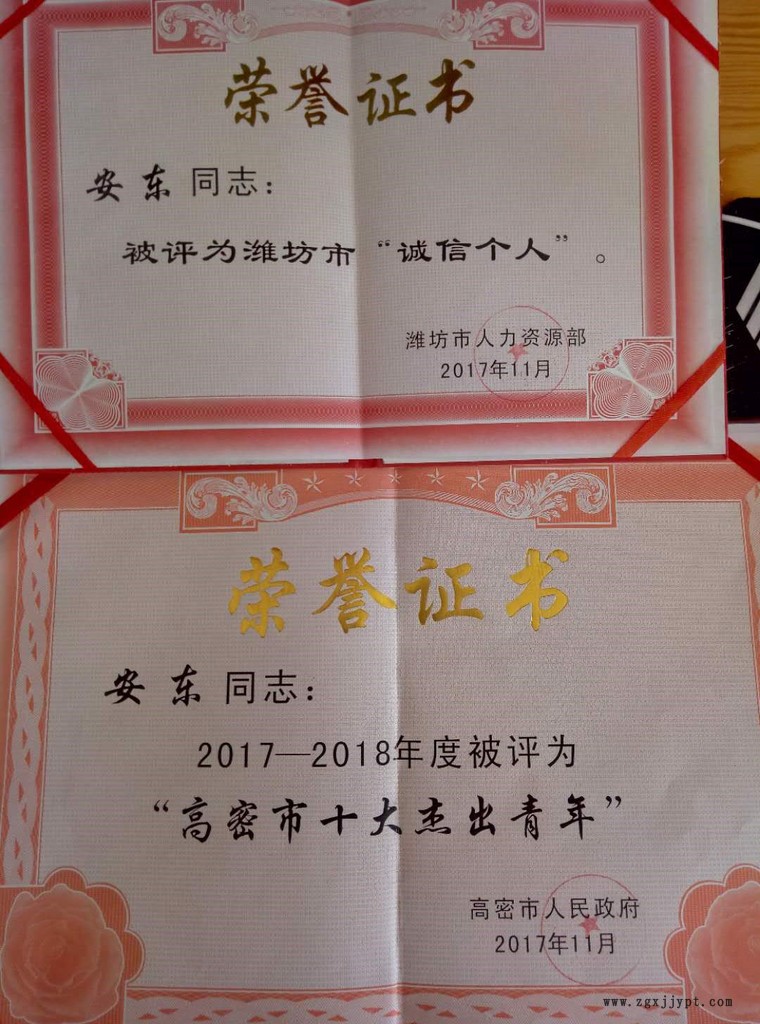 荣誉证书
安东 同志：
被评为潍坊市“诚信个人”。
潍坊市人力资源部
2017年11月
荣誉证书
安东 同志：
2017—2018年度被评为
“高密市十大杰出青年”
高密市人民政府
2017年11月
www.zgxjjypt.com